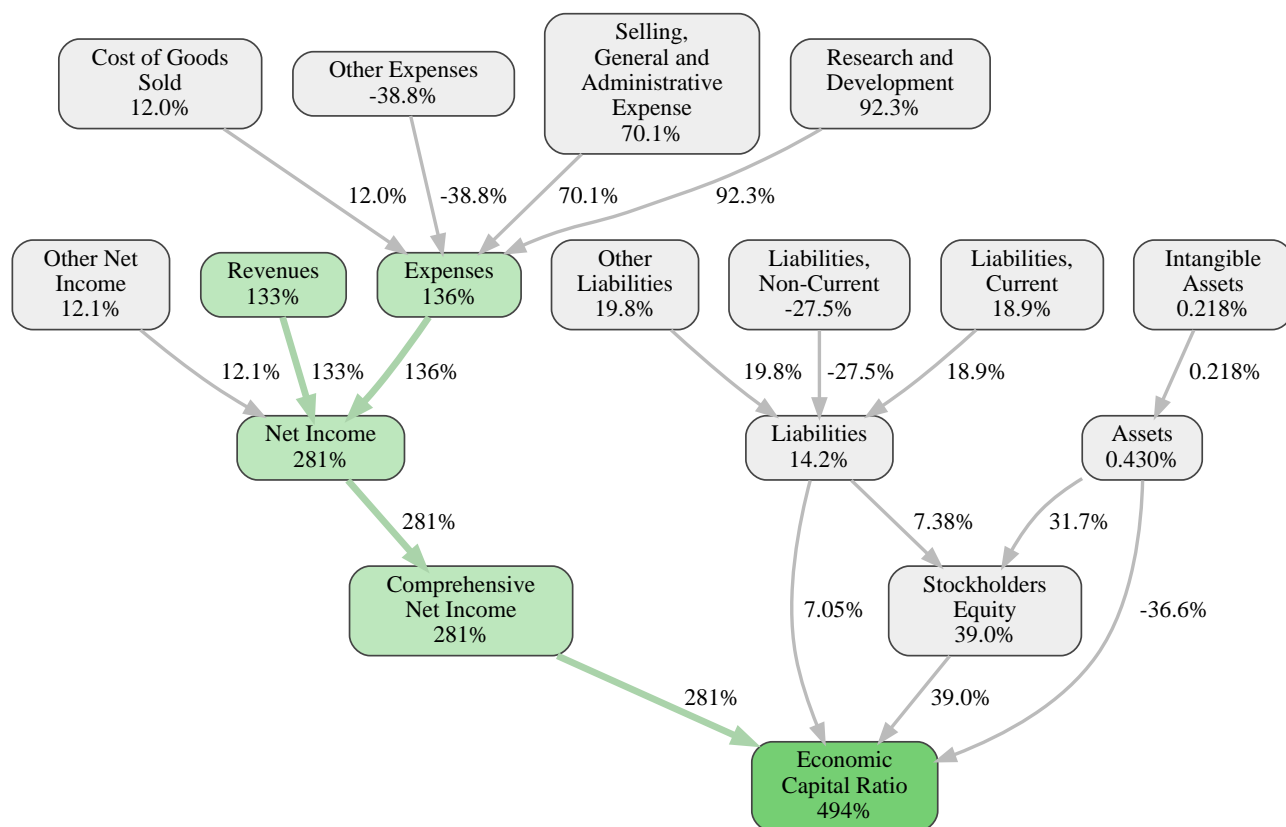 Cost of Goods
Sold
12.0%
Other Expenses
-38.8%
Selling,
General and
Administrative
Expense
70.1%
Research and
Development
92.3%
12.0%
-38.8%
70.1%
92.3%
Other Net
Income
12.1%
Revenues
133%
Expenses
136%
Other
Liabilities
19.8%
Liabilities,
Non-Current
-27.5%
Liabilities,
Current
18.9%
Intangible
Assets
0.218%
12.1%
133%
136%
19.8%
-27.5%
18.9%
0.218%
Net Income
281%
Liabilities
14.2%
Assets
0.430%
281%
7.38%
31.7%
Comprehensive
Net Income
281%
7.05%
Stockholders
Equity
39.0%
-36.6%
281%
39.0%
Economic
Capital Ratio
494%